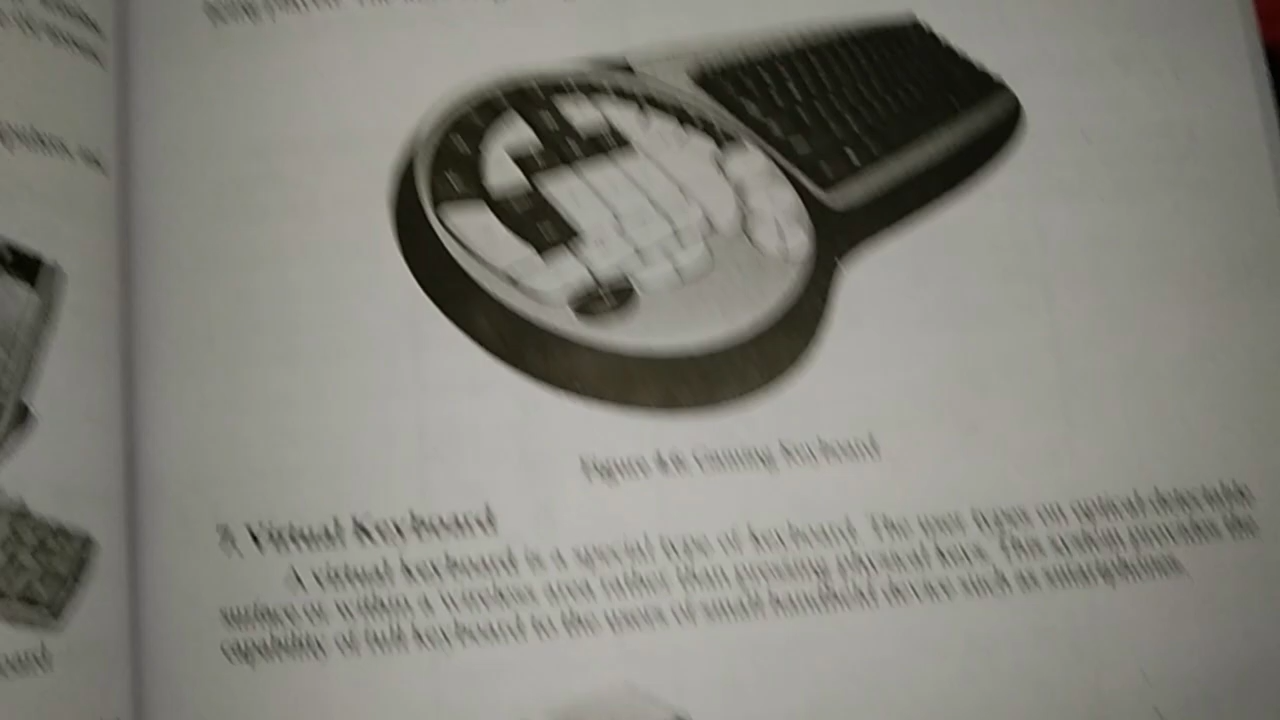 Figure 4.6: Gaming Keyboard
7. Virtual Keyboard
A virtual keyboard is a special type of keyboard. The user types on optical detectable
surface or within a wireless area rather than pressing physical keys. This system provides the
capability of full keyboard to the users of small handheld device such as smartphones.